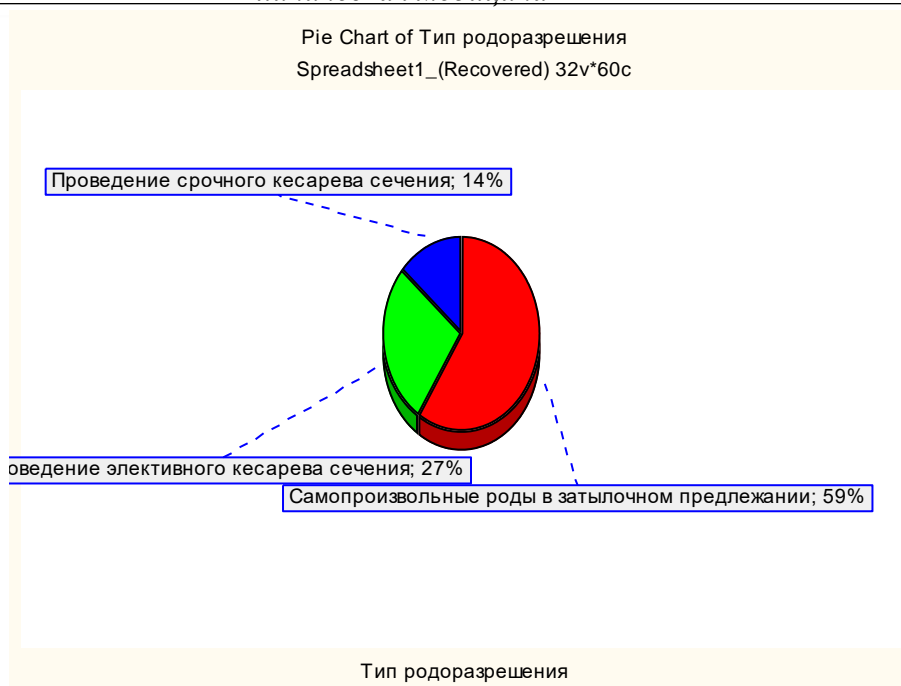 Pie Chart of Тип родоразрешения
Spreadsheet1_(Recovered) 32v*60c
Проведение срочного кесарева сечения; 14%
оведение элективного кесарева сечения; 27%
Самопроизвольные роды в затылочном предлежании; 59%
Тип родоразрешения